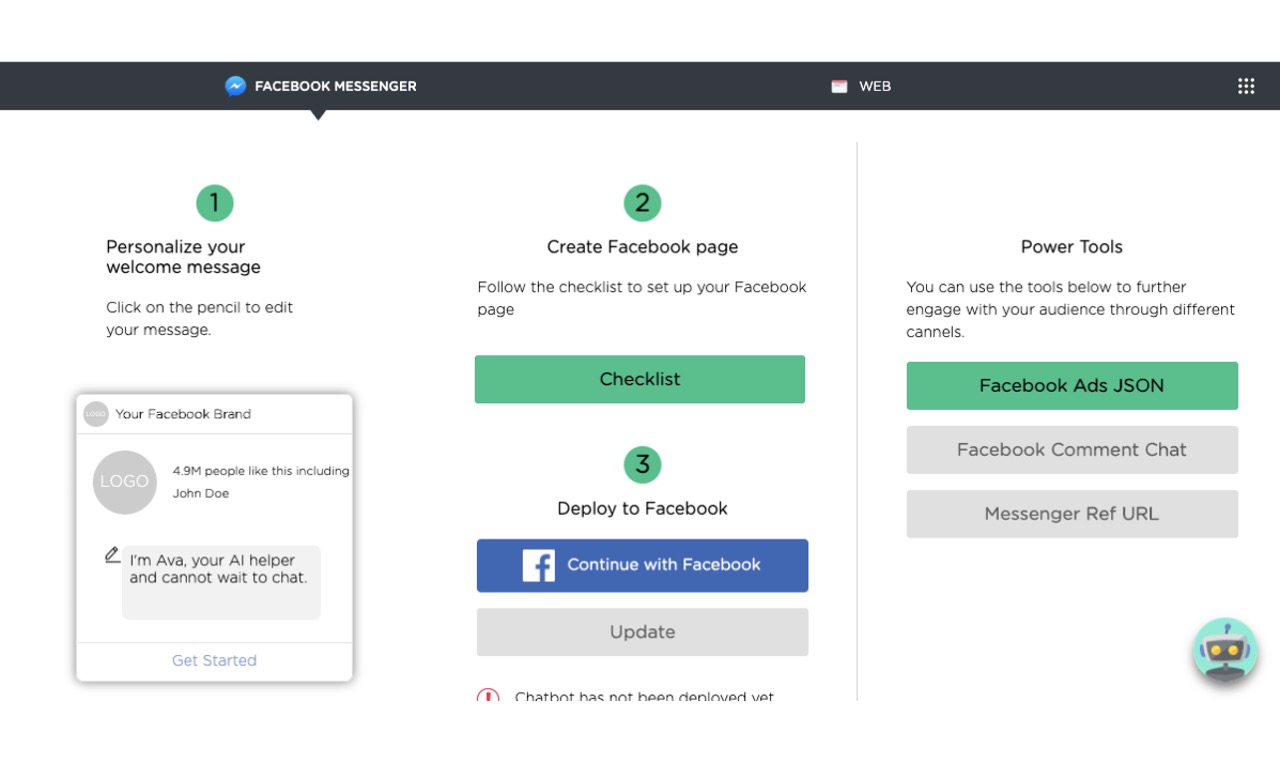 FACEBOOK MESSENGER
WEB
1
Personalize your
welcome message
Click on the pencil to edit
your message.
LOGO
Your Facebook Brand
LOGO
4.9M people like this including
John Doe
I'm Ava, your AI helper
and cannot wait to chat.
Get Started
2
Create Facebook page
Follow the checklist to set up your Facebook
page
Checklist
3
Deploy to Facebook
Continue with Facebook
Update
Chatbot has not been deployed yet
Power Tools
You can use the tools below to further
engage with your audience through different
cannels.
Facebook Ads JSON
Facebook Comment Chat
Messenger Ref URL